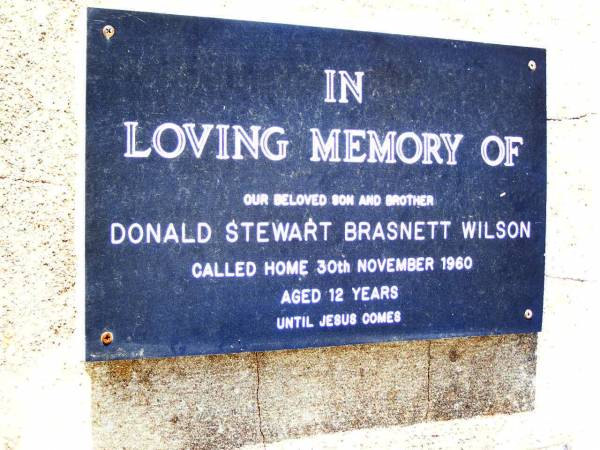 IN
LOVING MEMORY OF
OUR BELOVED SON AND BROTHER
DONALD STEWART BRASNETT WILSON
CALLED HOME 30th NOVEMBER 1960
AGED 12 YEARS
UNTIL JESUS COMES